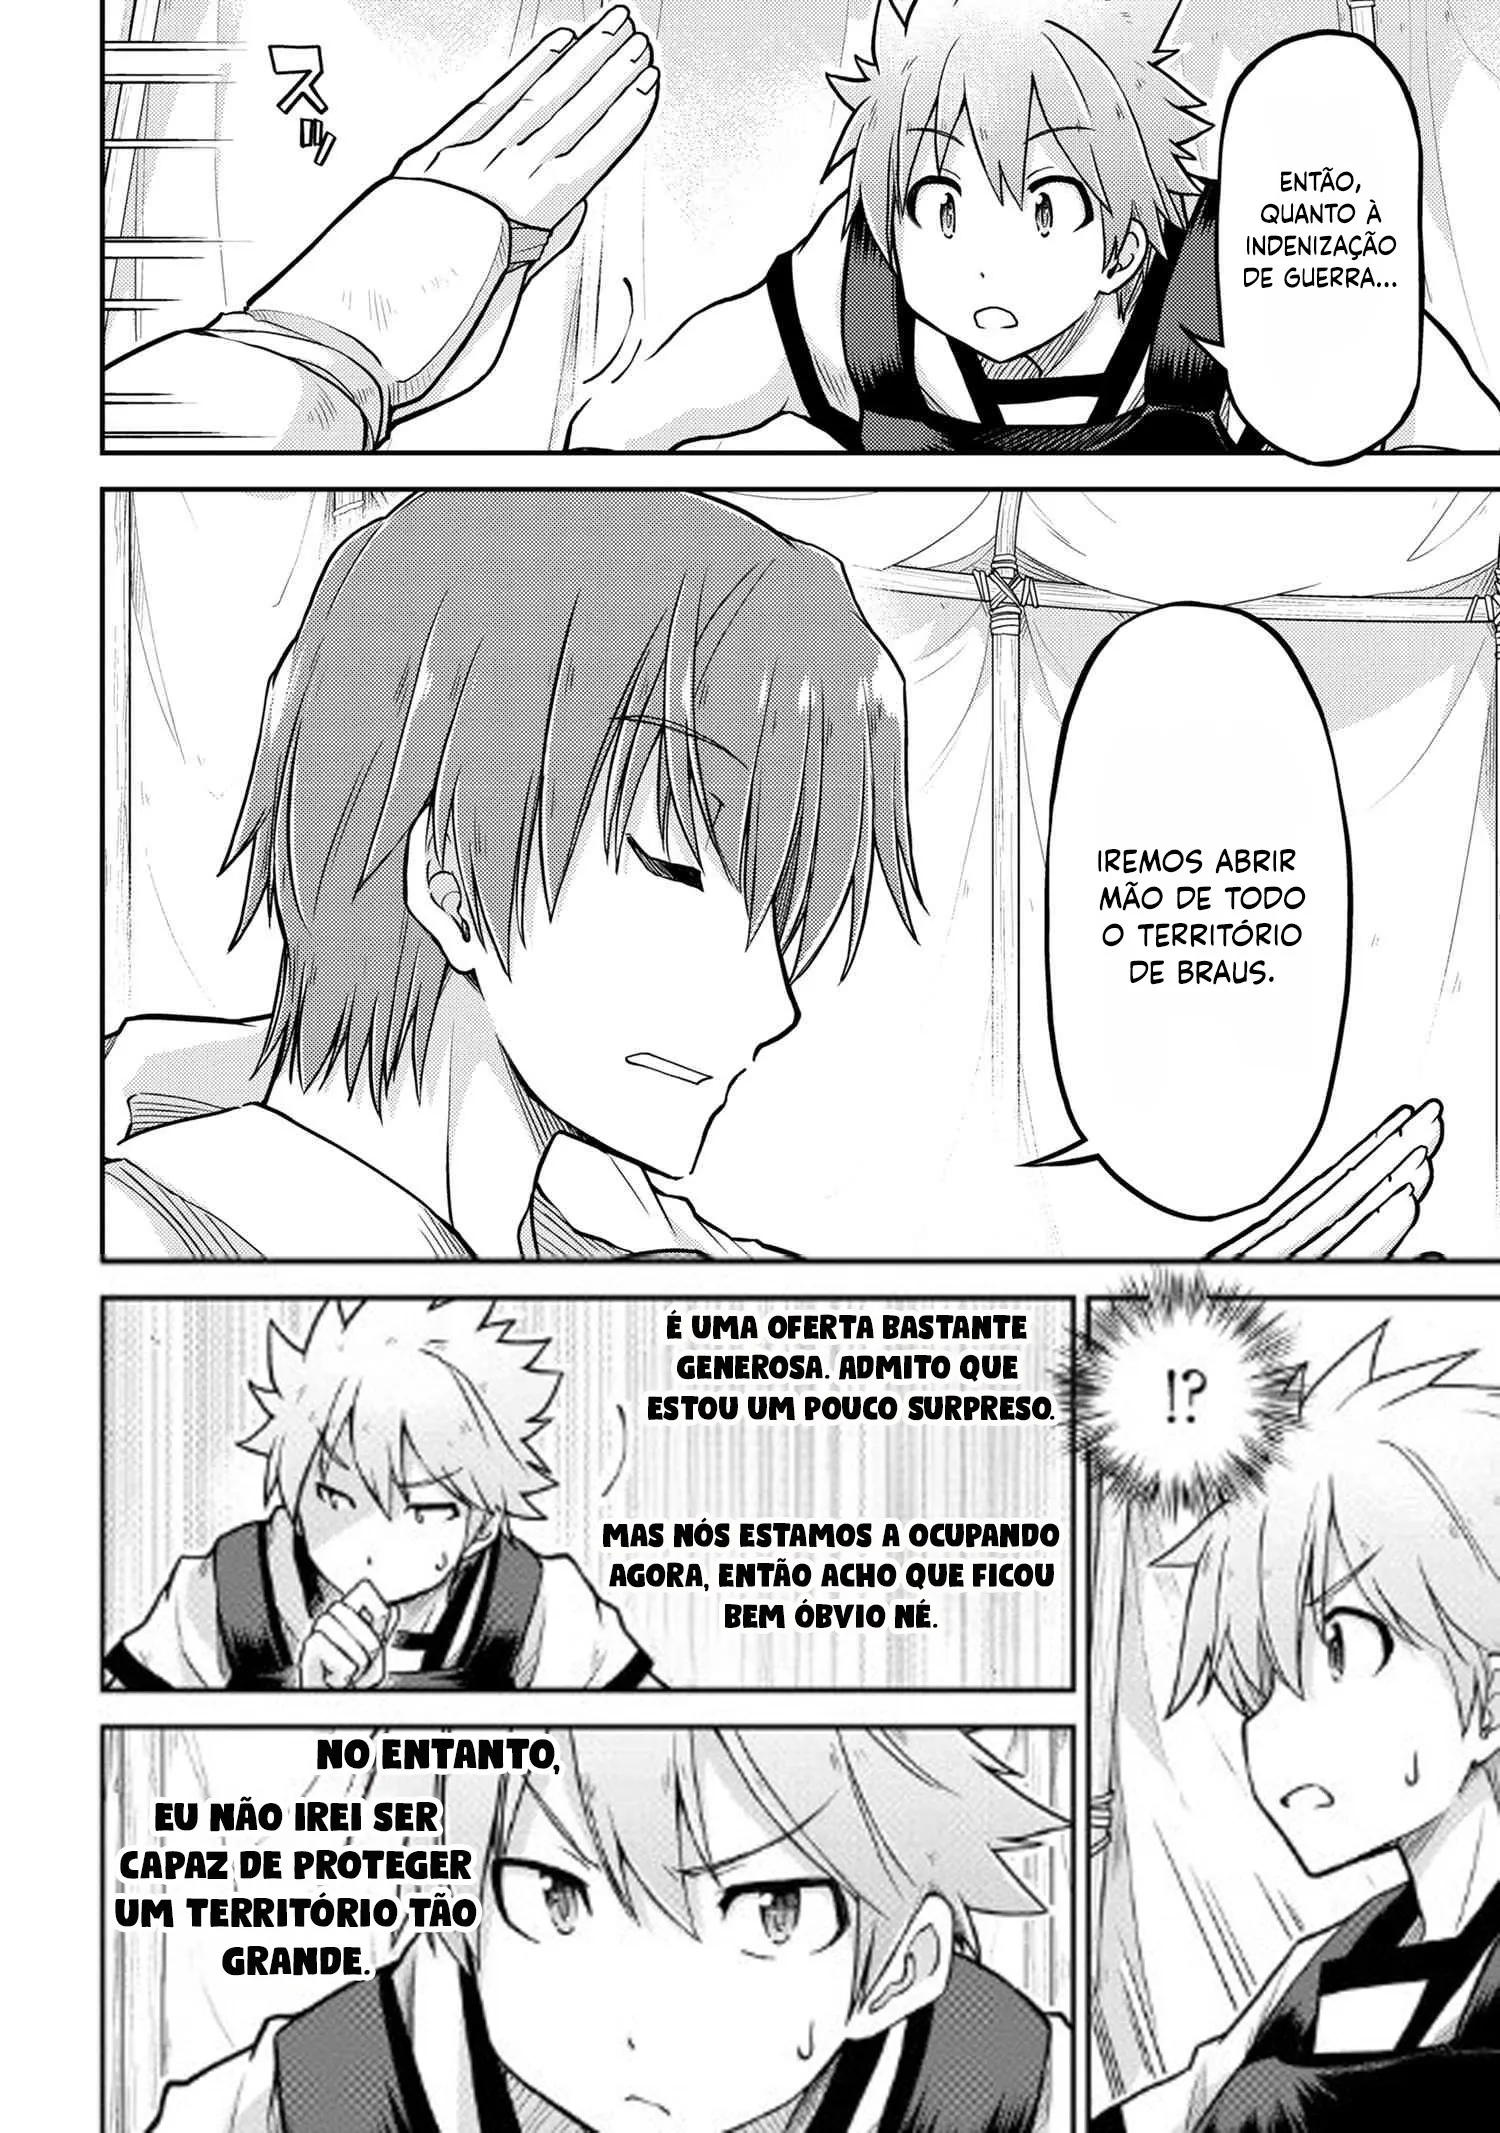 スッ
ENTÃO,
QUANTO À
INDENIZAÇÃO
DE GUERRA...
IREMOS ABRIR
MÃO DE TODO
O TERRITÓRIO
DE BRAUS.
!?
É UMA OFERTA BASTANTE
GENEROSA. ADMITO QUE
ESTOU UM POUCO SURPRESO.
MAS NÓS ESTAMOS A OCUPANDO
AGORA, ENTÃO ACHO QUE FICOU
BEM ÓBVIO NÉ.
NO ENTANTO,
EU NÃO IREI SER
CAPAZ DE PROTEGER
UM TERRITÓRIO TÃO
GRANDE.